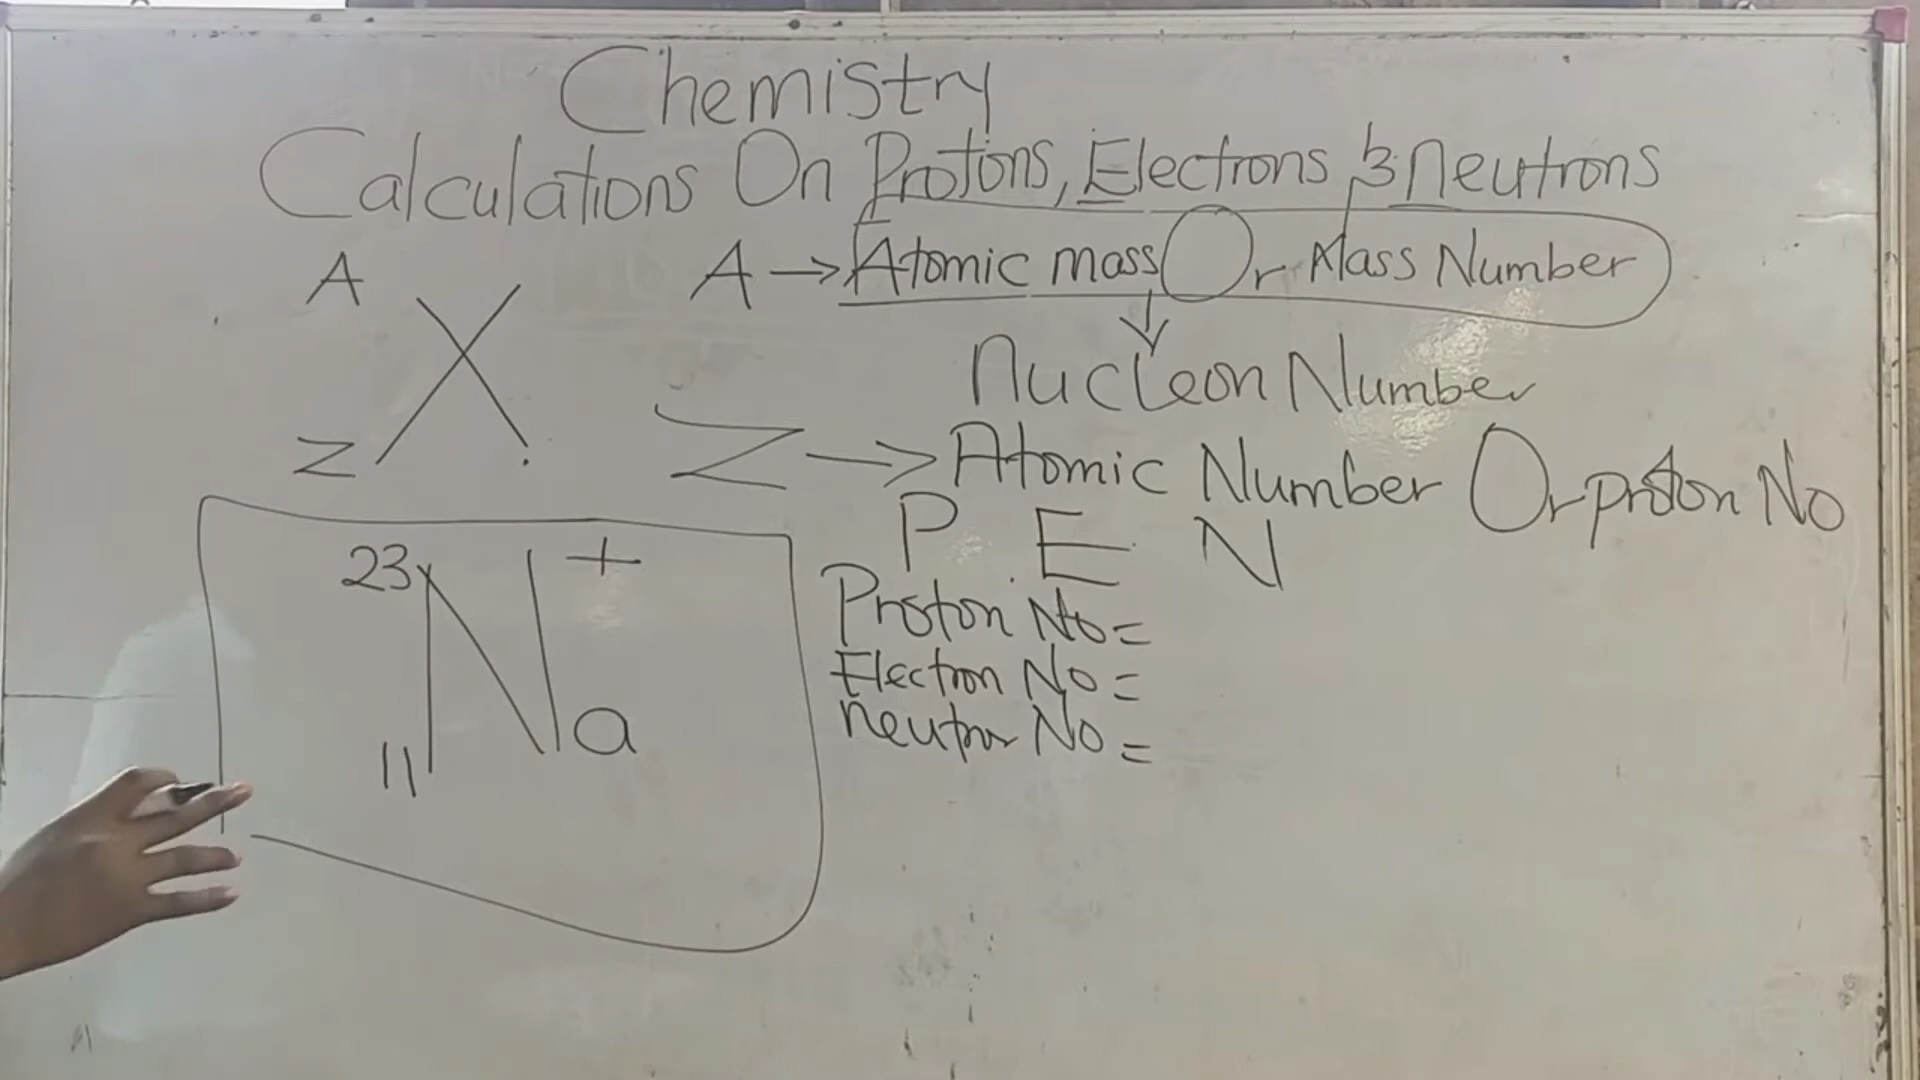 Chemistry
Calculations On Protons, Electrons & Neutrons
A X Z
A → Atomic mass Or Mass Number
Nucleon Number
Z → Atomic Number Or proton No
P E N
23 Na + 11
Proton No =
Electron No =
Neutron No =